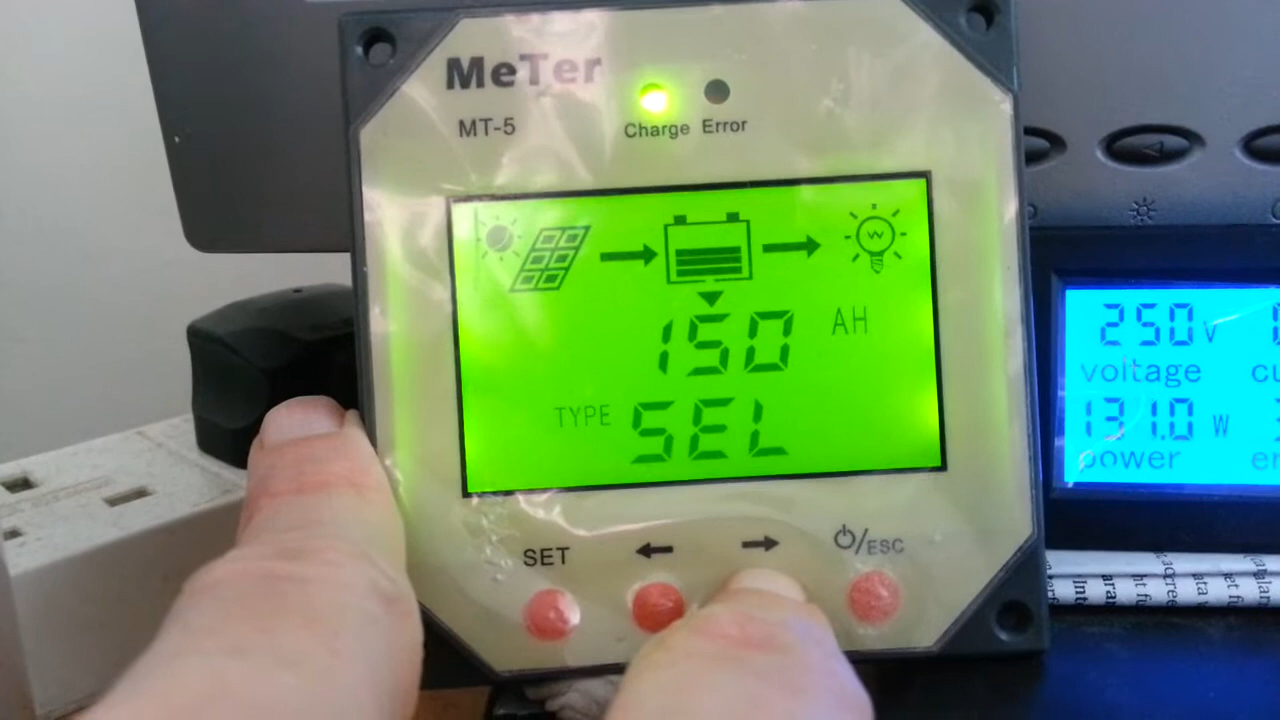 MeTer
MT-5
Charge Error
150 AH
TYPE SEL
SET
/ESC
250 V
voltage
131.0 W
power